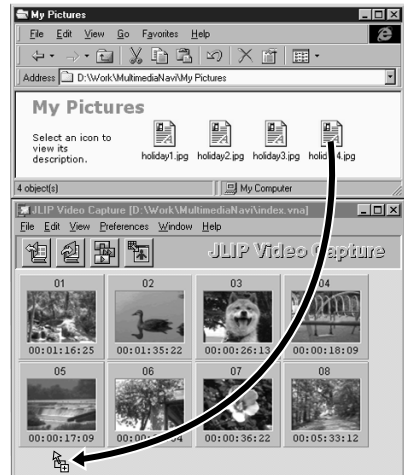 My Pictures
File Edit View Go Favorites Help
Address D:\Work\MultimediaNavi\My Pictures
My Pictures
Select an icon to
view its
description.
holiday1.jpg holiday2.jpg holiday3.jpg holiday4.jpg
4 object(s) My Computer
JLIP Video Capture [D:\Work\MultimediaNavi\index.vna]
File Edit View Preferences Window Help
JLIP Video Capture
01 02 03 04
00:01:16:25 00:01:35:22 00:00:26:13 00:00:18:09
05 06 07 08
00:00:17:09 00:00:36:22 00:05:33:12